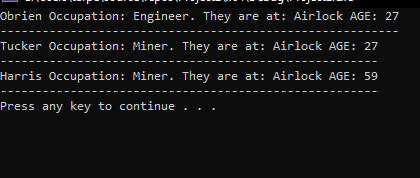 Obrien Occupation: Engineer. They are at: Airlock AGE: 27
---------------------------------------------------------
Tucker Occupation: Miner. They are at: Airlock AGE: 27
------------------------------------------------------
Harris Occupation: Miner. They are at: Airlock AGE: 59
------------------------------------------------------
Press any key to continue . . .